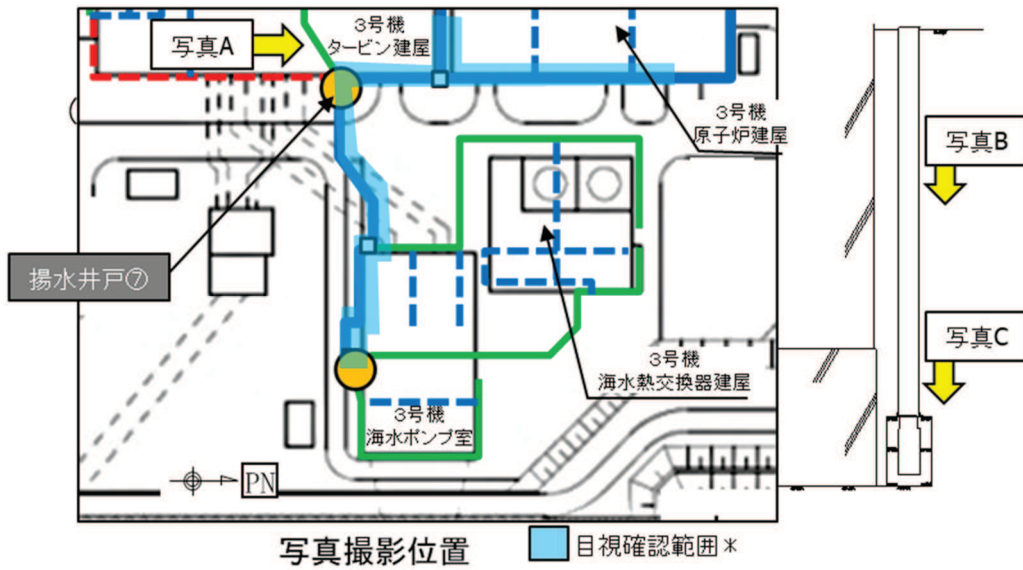 写真A
3号機
タービン建屋
3号機
原子炉建屋
写真B
揚水井戸⑦
写真C
3号機
海水熱交換器建屋
3号機
海水ポンプ室
PN
写真撮影位置
目視確認範囲*